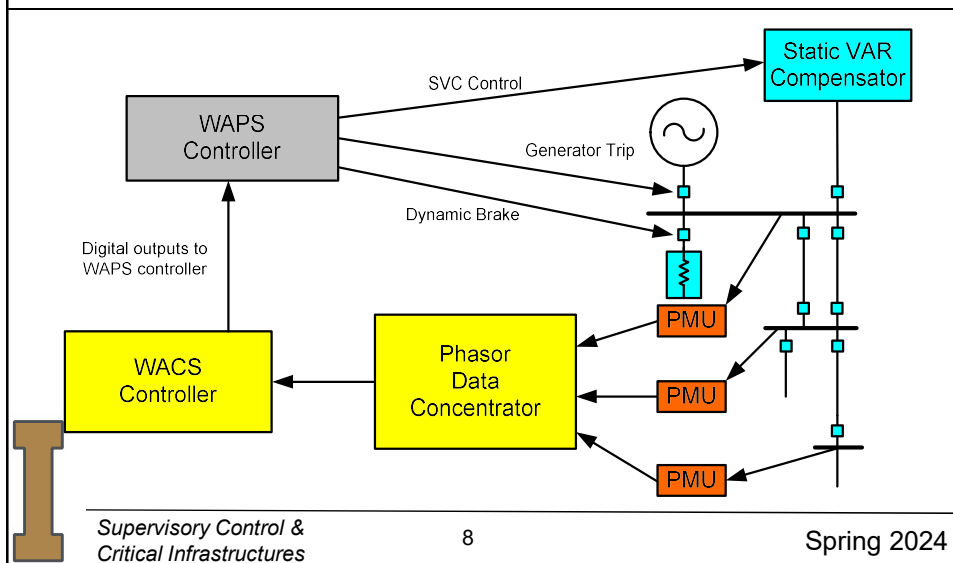 Static VAR
Compensator
SVC Control
WAPS
Controller
Generator Trip
Dynamic Brake
Digital outputs to
WAPS controller
PMU
WACS
Controller
Phasor
Data
Concentrator
PMU
PMU
Supervisory Control &
Critical Infrastructures
8
Spring 2024